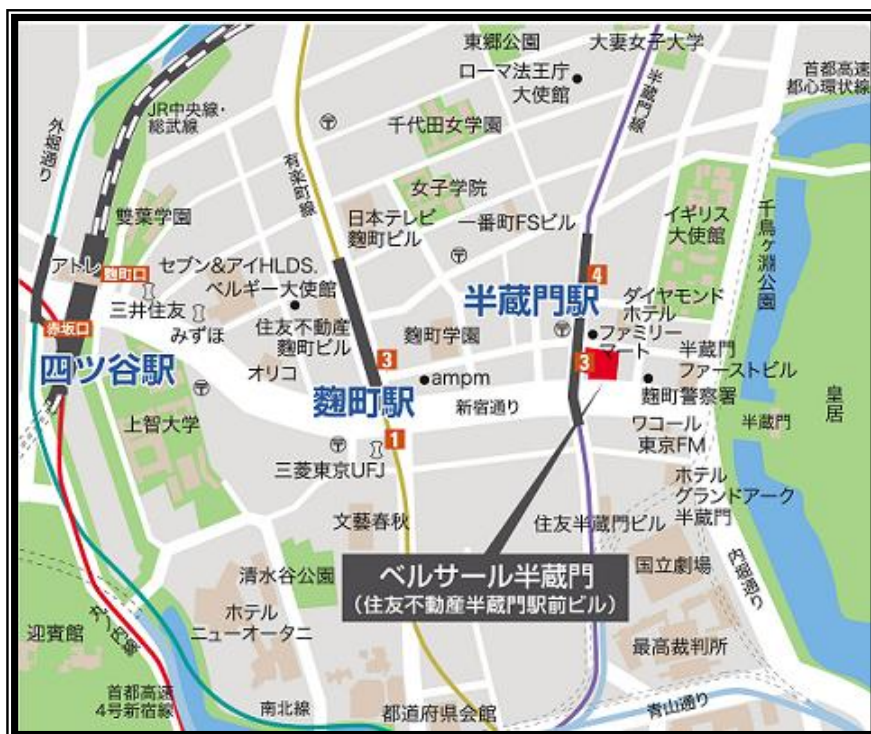 東郷公園
大妻女子大学
ローマ法王庁
大使館
首都高速
都心環状線
半蔵門線
JR中央線・
総武線
外堀通り
千代田女学園
有楽町線
女子学院
イギリス
大使館
千鳥ヶ淵公園
雙葉学園
日本テレビ
麴町ビル
一番町FSビル
アトレ
麴町口
セブン&アイHLDS.
ベルギー大使館
半蔵門駅
4
ダイヤモンド
ホテル
三井住友
みずほ
赤坂口
住友不動産
麴町ビル
麴町学園
ファミリー
マート
半蔵門
ファーストビル
四ツ谷駅
オリコ
3
3
麴町駅
ampm
新宿通り
麴町警察署
皇居
上智大学
1
ワコール
東京FM
半蔵門
三菱東京UFJ
ホテル
グランドアーク
半蔵門
文藝春秋
住友半蔵門ビル
ベルサール半蔵門
(住友不動産半蔵門駅前ビル)
国立劇場
内堀通り
清水谷公園
ホテル
ニューオータニ
迎賓館
丸ノ内線
最高裁判所
首都高速
4号新宿線
南北線
都道府県会館
青山通り